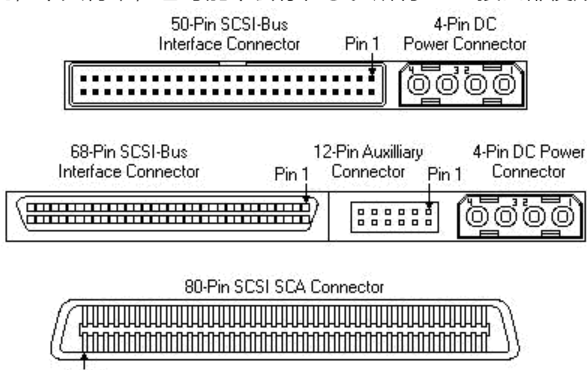 50-Pin SCSI-Bus
Interface Connector
Pin 1
4-Pin DC
Power Connector
4 3 2 1
68-Pin SCSI-Bus
Interface Connector
Pin 1
12-Pin Auxilliary
Connector
Pin 1
4-Pin DC Power
Connector
4 3 2 1
80-Pin SCSI SCA Connector